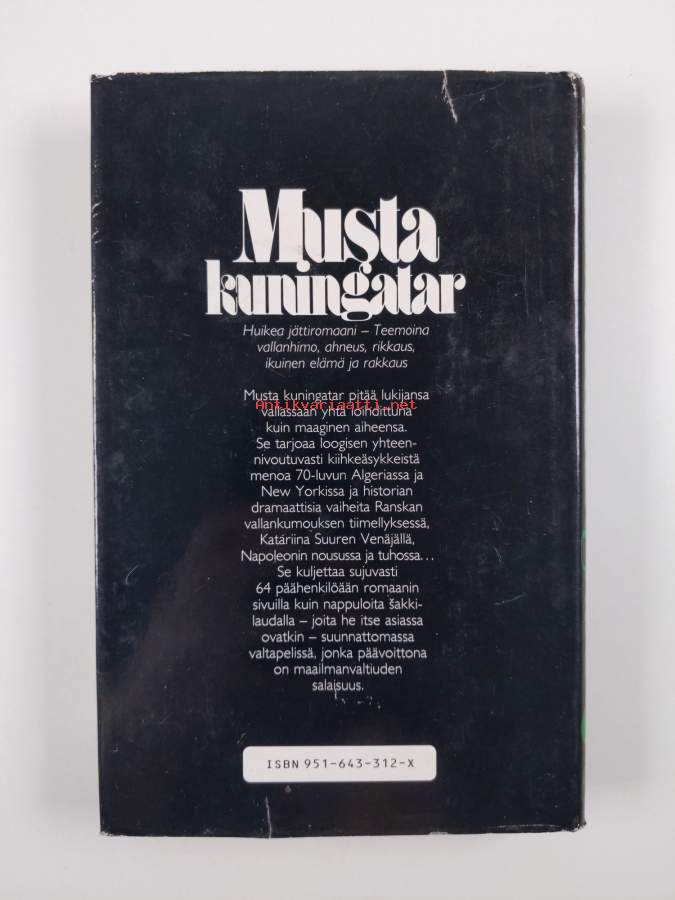 Musta
kuningatar
Huikea jättiromaani – Teemoina
vallanhimo, ahneus, rikkaus,
ikuinen elämä ja rakkaus
Musta kuningatar pitää lukijansa
Antikvariaatti.net
vallassaan yhtä loihdittuna
kuin maaginen aiheensa.
Se tarjoaa loogisen yhteen-
nivoutuvasti kiihkeäsykkeistä
menoa 70-luvun Algeriassa ja
New Yorkissa ja historian
dramaattisia vaiheita Ranskan
vallankumouksen tiimellyksessä,
Katariina Suuren Venäjällä,
Napoleonin nousussa ja tuhossa...
Se kuljettaa sujuvasti
64 päähenkilöään romaanin
sivuilla kuin nappuloita šakki-
laudalla – joita he itse asiassa
ovatkin – suunnattomassa
valtapelissä, jonka päävoittona
on maailmanvaltiuden
salaisuus.
ISBN 951-643-312-X